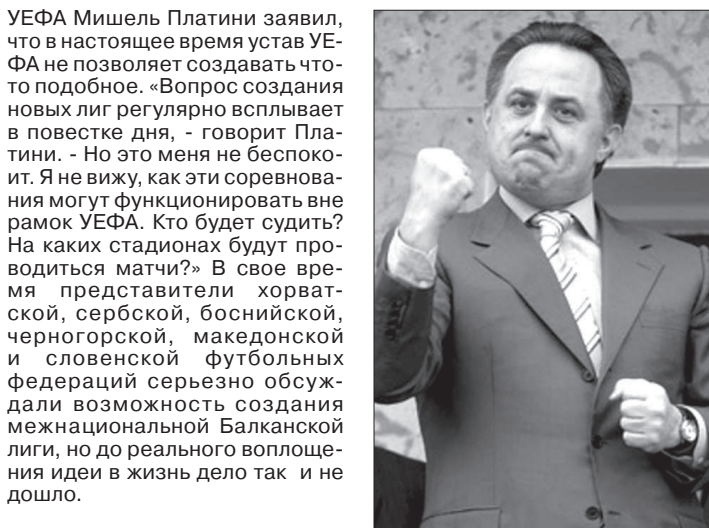 УЕФА Мишель Платини заявил,
что в настоящее время устав УЕ-
ФА не позволяет создавать что-
то подобное. «Вопрос создания
новых лиг регулярно всплывает
в повестке дня, - говорит Пла-
тини. - Но это меня не беспоко-
ит. Я не вижу, как эти соревнова-
ния могут функционировать вне
рамок УЕФА. Кто будет судить?
На каких стадионах будут про-
водиться матчи?» В свое вре-
мя представители хорват-
ской, сербской, боснийской,
черногорской, македонской
и словенской футбольных
федераций серьезно обсуж-
дали возможность создания
межнациональной Балканской
лиги, но до реального воплоще-
ния идеи в жизнь дело так и не
дошло.